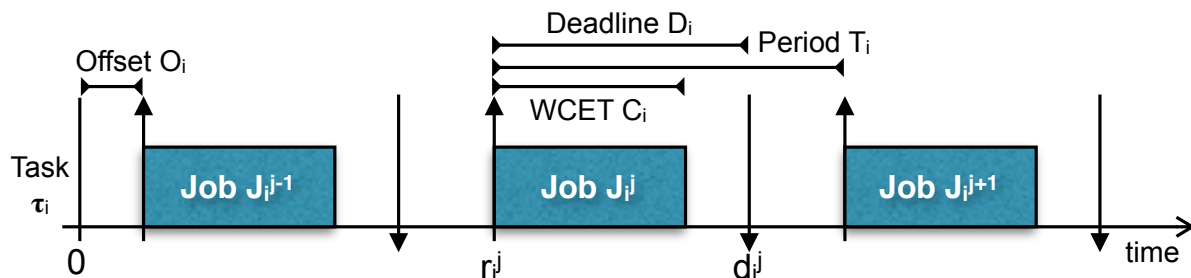 Deadline Dᵢ
Period Tᵢ
Offset Oᵢ
WCET Cᵢ
Task
τᵢ
Job Jᵢʲ⁻¹
Job Jᵢʲ
Job Jᵢʲ⁺¹
0
rᵢʲ
dᵢʲ
time